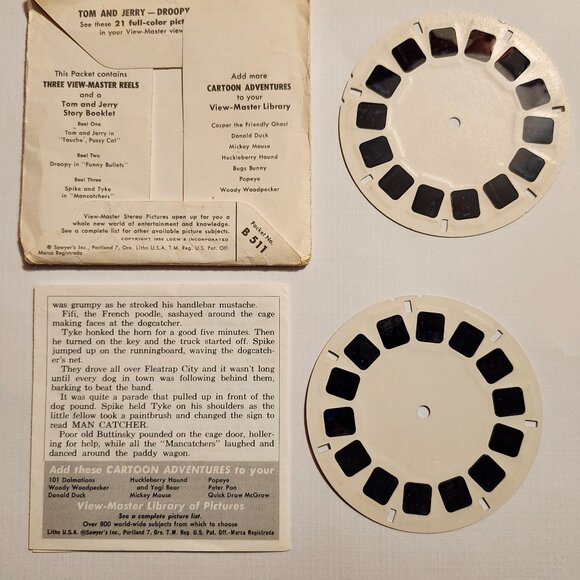 TOM AND JERRY—DROOPY
See these 21 full-color pict
in your View-Master view
This Packet contains
THREE VIEW-MASTER REELS
and a
Tom and Jerry
Story Booklet
Reel One
Tom and Jerry in
"Touche', Pussy Cat"
Reel Two
Droopy in "Funny Bullets"
Reel Three
Spike and Tyke
in "Mancatchers"
Add more
CARTOON ADVENTURES
to your
View-Master Library
Casper the Friendly Ghost
Donald Duck
Mickey Mouse
Huckleberry Hound
Bugs Bunny
Popeye
Woody Woodpecker
View-Master Stereo Pictures open up for you a
whole new world of entertainment and knowledge.
See a complete list for other available picture subjects.
COPYRIGHT 1956 LOEW'S INCORPORATED
® Sawyer's Inc., Portland 7, Ore. Litho U.S.A. T.M. Reg. U.S. Pat. Off.
Marca Registrada
Packet No.
B 511
was grumpy as he stroked his handlebar mustache.
Fifi, the French poodle, sashayed around the cage
making faces at the dogcatcher.
Tyke honked the horn for a good five minutes. Then
he turned on the key and the truck started off. Spike
jumped up on the runningboard, waving the dogcatch-
er's net.
They drove all over Fleatrap City and it wasn't long
until every dog in town was following behind them,
barking to beat the band.
It was quite a parade that pulled up in front of the
dog pound. Spike held Tyke on his shoulders as the
little fellow took a paintbrush and changed the sign to
read MAN CATCHER.
Poor old Buttinsky pounded on the cage door, holler-
ing for help, while all the "Mancatchers" laughed and
danced around the paddy wagon.
Add these CARTOON ADVENTURES to your
101 Dalmations Huckleberry Hound Popeye
Woody Woodpecker and Yogi Bear Peter Pan
Donald Duck Mickey Mouse Quick Draw McGrow
View-Master Library of Pictures
See a complete picture list.
Over 800 world-wide subjects from which to choose
Litho U.S.A. ®Sawyer's Inc., Portland 7, Ore. T.M. Reg. U.S. Pat. Off.-Marca Registrada